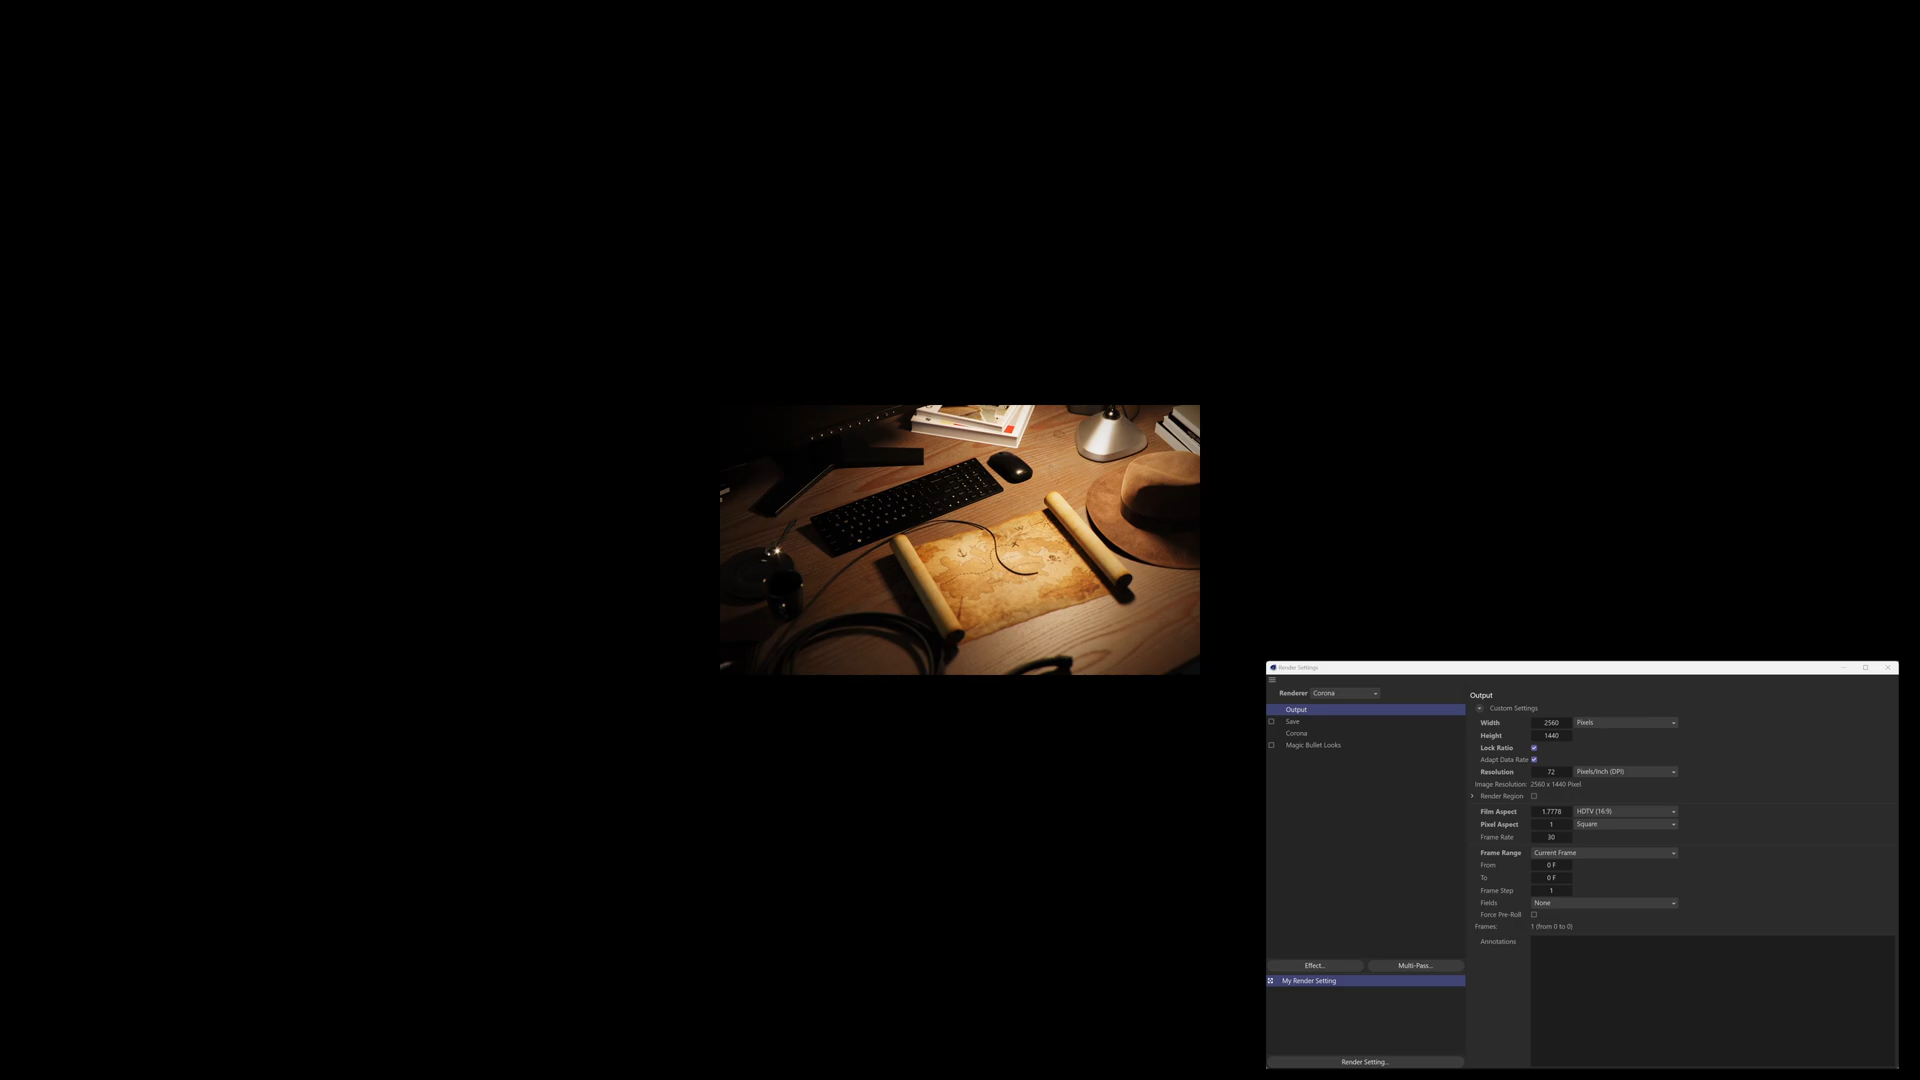 Render Settings
Renderer Corona
Output
Save
Corona
Magic Bullet Looks
Effect...
Multi-Pass...
My Render Setting
Render Setting...
Output
Custom Settings
Width 2560 Pixels
Height 1440
Lock Ratio
Adapt Data Rate
Resolution 72 Pixels/Inch (DPI)
Image Resolution: 2560 x 1440 Pixel
Render Region
Film Aspect 1.7778 HDTV (16:9)
Pixel Aspect 1 Square
Frame Rate 30
Frame Range Current Frame
From 0 F
To 0 F
Frame Step 1
Fields None
Force Pre-Roll
Frames: 1 (from 0 to 0)
Annotations